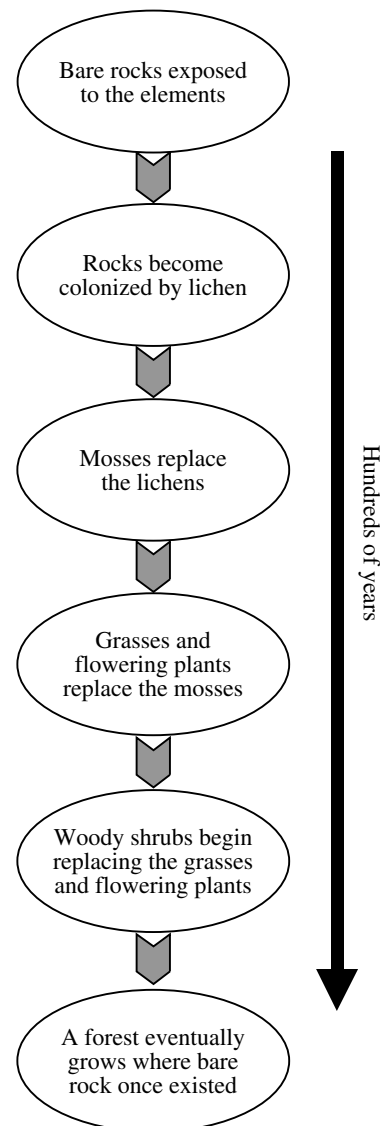 Bare rocks exposed
to the elements
Rocks become
colonized by lichen
Mosses replace
the lichens
Grasses and
flowering plants
replace the mosses
Woody shrubs begin
replacing the grasses
and flowering plants
A forest eventually
grows where bare
rock once existed
Hundreds of years